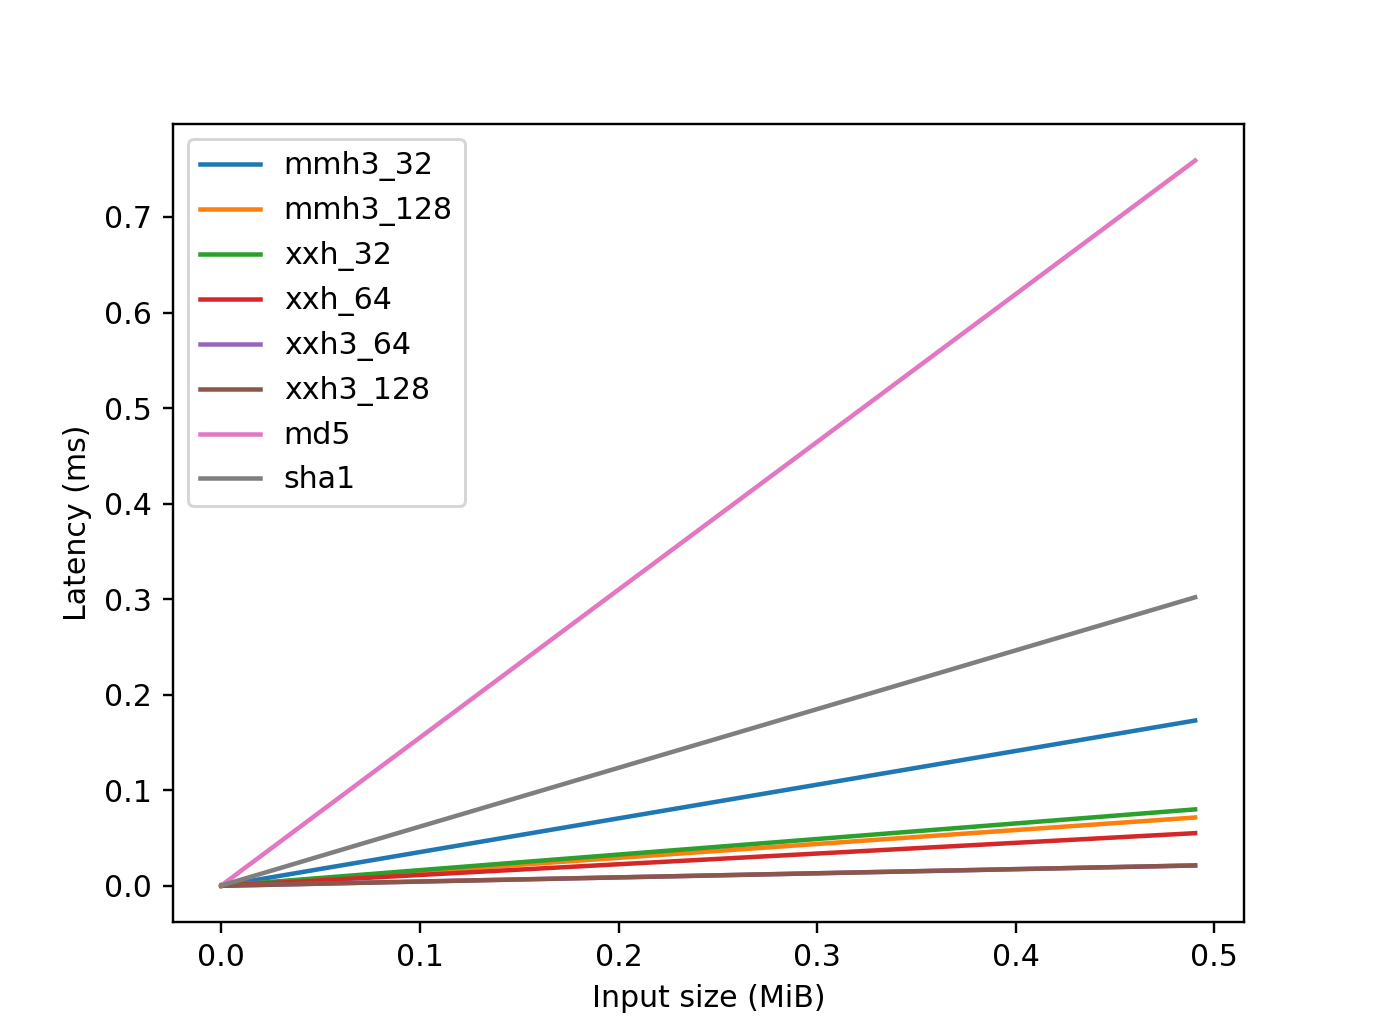 mmh3_32
mmh3_128
xxh_32
xxh_64
xxh3_64
xxh3_128
md5
sha1
0.7
0.6
0.5
0.4
0.3
0.2
0.1
0.0
Latency (ms)
0.0 0.1 0.2 0.3 0.4 0.5
Input size (MiB)